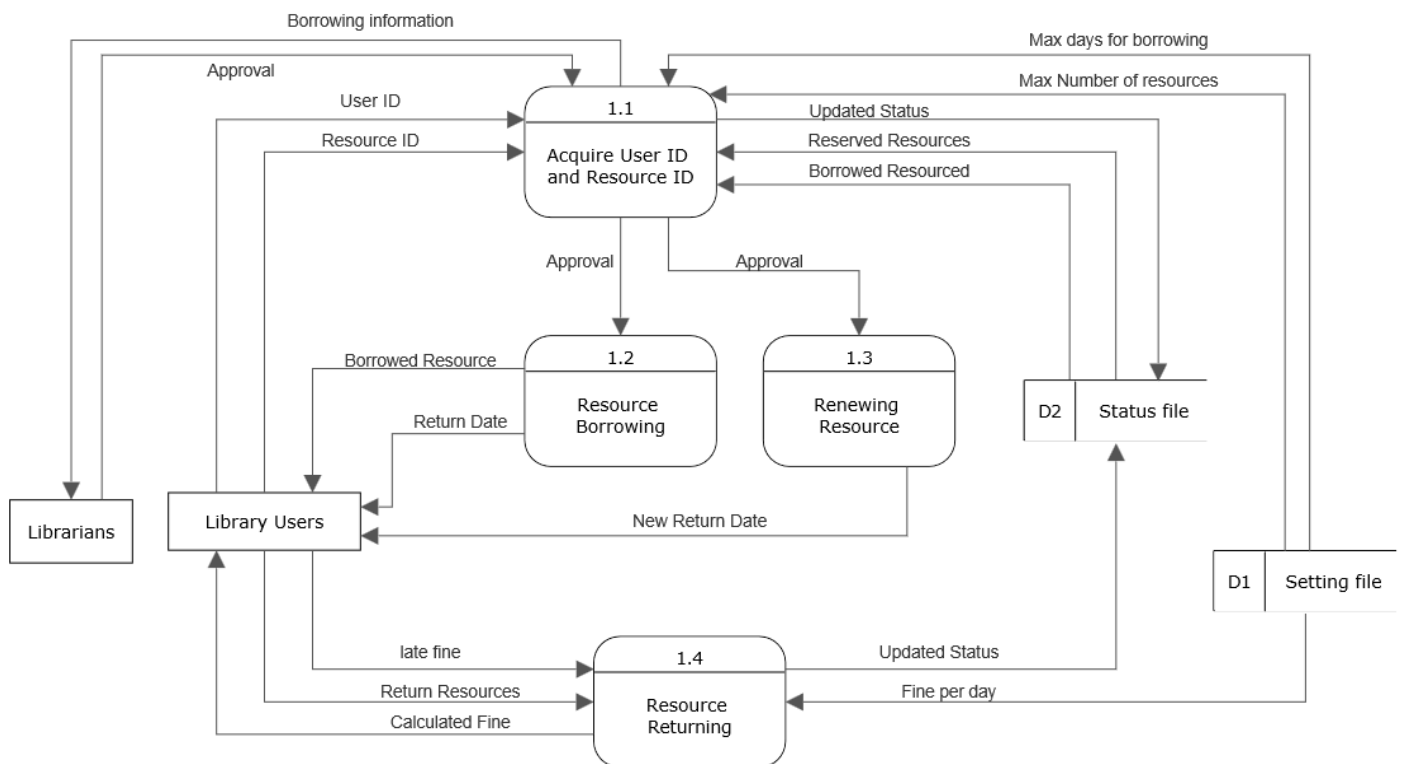 Borrowing information
Max days for borrowing
Approval
Max Number of resources
User ID
1.1
Updated Status
Resource ID
Acquire User ID
and Resource ID
Reserved Resources
Borrowed Resourced
Approval
Approval
Borrowed Resource
1.2
1.3
Return Date
Resource
Borrowing
Renewing
Resource
D2
Status file
Librarians
Library Users
New Return Date
D1
Setting file
late fine
1.4
Updated Status
Return Resources
Resource
Returning
Fine per day
Calculated Fine